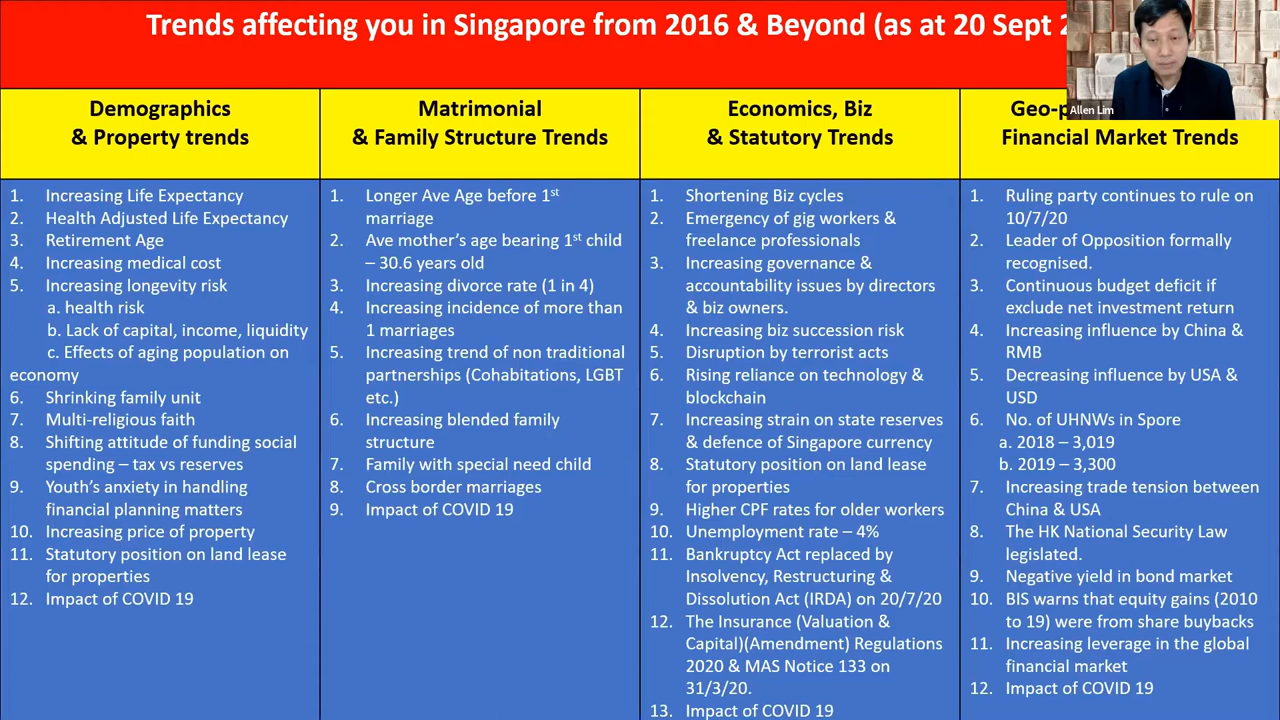 Trends affecting you in Singapore from 2016 & Beyond (as at 20 Sept
Allen Lim
Demographics
& Property trends
1. Increasing Life Expectancy
2. Health Adjusted Life Expectancy
3. Retirement Age
4. Increasing medical cost
5. Increasing longevity risk
a. health risk
b. Lack of capital, income, liquidity
c. Effects of aging population on
economy
6. Shrinking family unit
7. Multi-religious faith
8. Shifting attitude of funding social
spending – tax vs reserves
9. Youth's anxiety in handling
financial planning matters
10. Increasing price of property
11. Statutory position on land lease
for properties
12. Impact of COVID 19
Matrimonial
& Family Structure Trends
1. Longer Ave Age before 1st
marriage
2. Ave mother's age bearing 1st child
– 30.6 years old
3. Increasing divorce rate (1 in 4)
4. Increasing incidence of more than
1 marriages
5. Increasing trend of non traditional
partnerships (Cohabitations, LGBT
etc.)
6. Increasing blended family
structure
7. Family with special need child
8. Cross border marriages
9. Impact of COVID 19
Economics, Biz
& Statutory Trends
1. Shortening Biz cycles
2. Emergency of gig workers &
freelance professionals
3. Increasing governance &
accountability issues by directors
& biz owners.
4. Increasing biz succession risk
5. Disruption by terrorist acts
6. Rising reliance on technology &
blockchain
7. Increasing strain on state reserves
& defence of Singapore currency
8. Statutory position on land lease
for properties
9. Higher CPF rates for older workers
10. Unemployment rate – 4%
11. Bankruptcy Act replaced by
Insolvency, Restructuring &
Dissolution Act (IRDA) on 20/7/20
12. The Insurance (Valuation &
Capital)(Amendment) Regulations
2020 & MAS Notice 133 on
31/3/20.
13. Impact of COVID 19
Financial Market Trends
1. Ruling party continues to rule on
10/7/20
2. Leader of Opposition formally
recognised.
3. Continuous budget deficit if
exclude net investment return
4. Increasing influence by China &
RMB
5. Decreasing influence by USA &
USD
6. No. of UHNWs in Spore
a. 2018 – 3,019
b. 2019 – 3,300
7. Increasing trade tension between
China & USA
8. The HK National Security Law
legislated.
9. Negative yield in bond market
10. BIS warns that equity gains (2010
to 19) were from share buybacks
11. Increasing leverage in the global
financial market
12. Impact of COVID 19